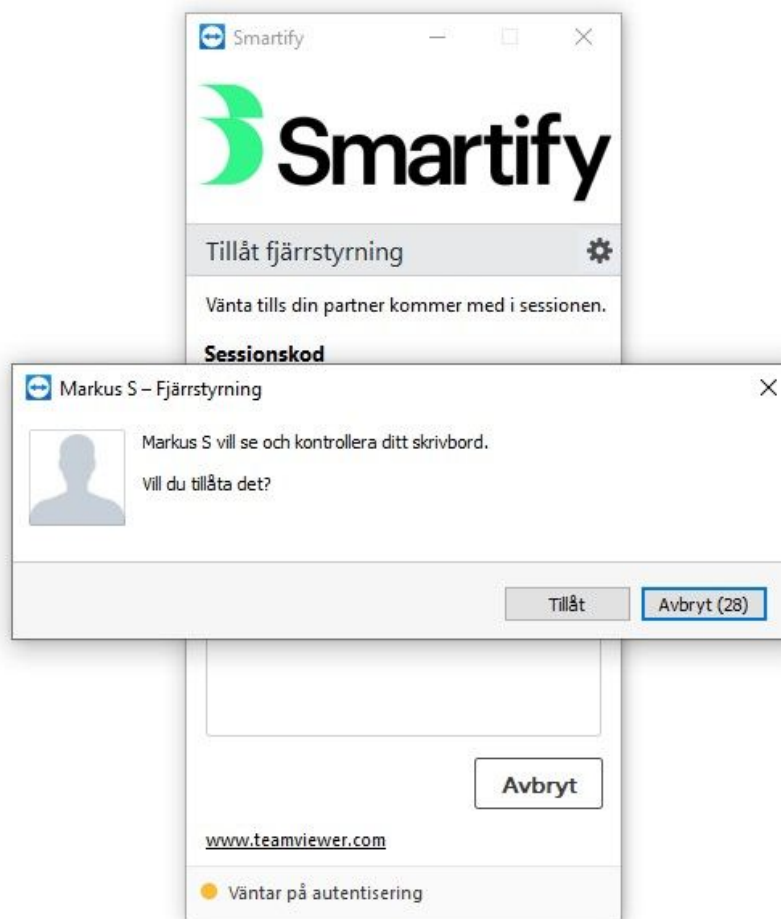 Smartify
Smartify
Tillåt fjärrstyrning
Vänta tills din partner kommer med i sessionen.
Sessionskod
Markus S – Fjärrstyrning
Markus S vill se och kontrollera ditt skrivbord.
Vill du tillåta det?
Tillåt
Avbryt (28)
Avbryt
www.teamviewer.com
Väntar på autentisering